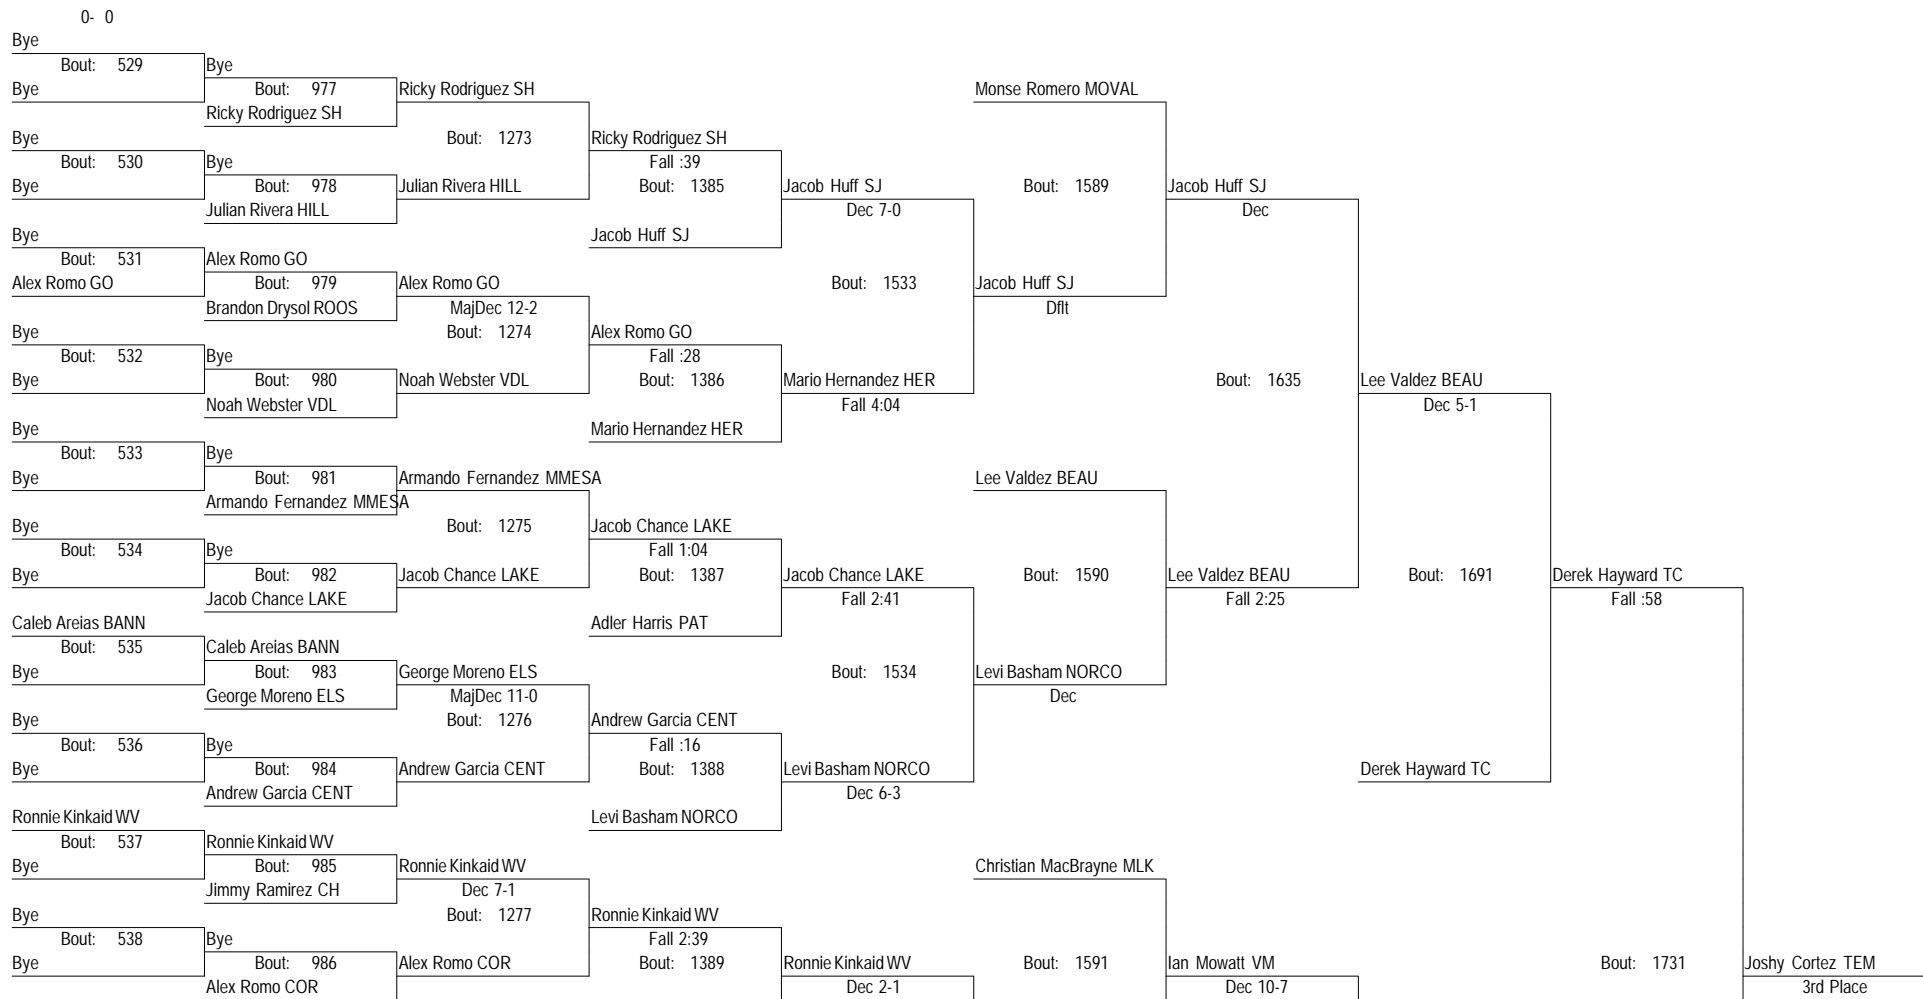 0- 0
Bye
Bout: 529 Bye
Bye Bout: 977 Ricky Rodriguez SH Monse Romero MOVAL
Ricky Rodriguez SH
Bye Bout: 1273 Ricky Rodriguez SH
Bout: 530 Bye Fall :39
Bye Bout: 978 Julian Rivera HILL Bout: 1385 Jacob Huff SJ Bout: 1589 Jacob Huff SJ
Julian Rivera HILL Dec 7-0 Dec
Bye Jacob Huff SJ
Bout: 531 Alex Romo GO
Alex Romo GO Bout: 979 Alex Romo GO Bout: 1533 Jacob Huff SJ
Brandon Drysol ROOS MajDec 12-2 Dflt
Bye Bout: 1274 Alex Romo GO
Bout: 532 Bye Fall :28
Bye Bout: 980 Noah Webster VDL Bout: 1386 Mario Hernandez HER Bout: 1635 Lee Valdez BEAU
Noah Webster VDL Fall 4:04 Dec 5-1
Bye Mario Hernandez HER
Bout: 533 Bye
Bye Bout: 981 Armando Fernandez MMESA Lee Valdez BEAU
Armando Fernandez MMESA
Bye Bout: 1275 Jacob Chance LAKE
Bout: 534 Bye Fall 1:04
Bye Bout: 982 Jacob Chance LAKE Bout: 1387 Jacob Chance LAKE Bout: 1590 Lee Valdez BEAU Bout: 1691 Derek Hayward TC
Jacob Chance LAKE Fall 2:41 Fall 2:25 Fall :58
Caleb Areias BANN Adler Harris PAT
Bout: 535 Caleb Areias BANN
Bye Bout: 983 George Moreno ELS Bout: 1534 Levi Basham NORCO
George Moreno ELS MajDec 11-0 Dec
Bye Bout: 1276 Andrew Garcia CENT
Bout: 536 Bye Fall :16
Bye Bout: 984 Andrew Garcia CENT Bout: 1388 Levi Basham NORCO Derek Hayward TC
Andrew Garcia CENT Dec 6-3
Ronnie Kinkaid WV Levi Basham NORCO
Bout: 537 Ronnie Kinkaid WV
Bye Bout: 985 Ronnie Kinkaid WV Christian MacBrayne MLK
Jimmy Ramirez CH Dec 7-1
Bye Bout: 1277 Ronnie Kinkaid WV
Bout: 538 Bye Fall 2:39
Bye Bout: 986 Alex Romo COR Bout: 1389 Ronnie Kinkaid WV Bout: 1591 Ian Mowatt VM Bout: 1731 Joshy Cortez TEM
Alex Romo COR Dec 2-1 Dec 10-7 3rd Place